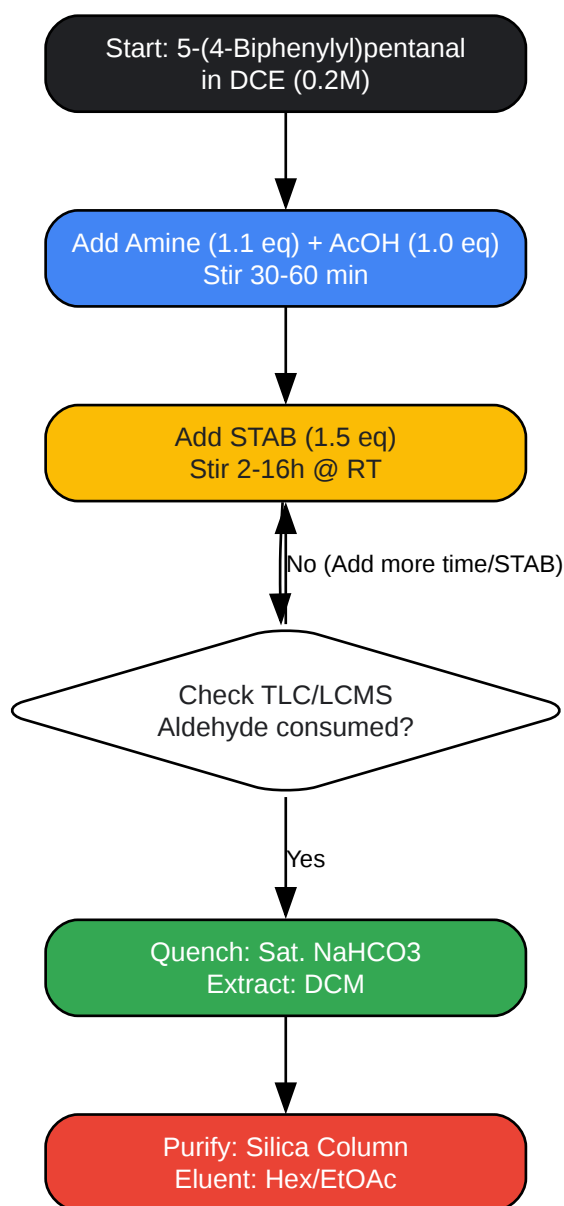 Start: 5-(4-Biphenylyl)pentanal
in DCE (0.2M)
Add Amine (1.1 eq) + AcOH (1.0 eq)
Stir 30-60 min
Add STAB (1.5 eq)
Stir 2-16h @ RT
No (Add more time/STAB)
Check TLC/LCMS
Aldehyde consumed?
Yes
Quench: Sat. NaHCO3
Extract: DCM
Purify: Silica Column
Eluent: Hex/EtOAc